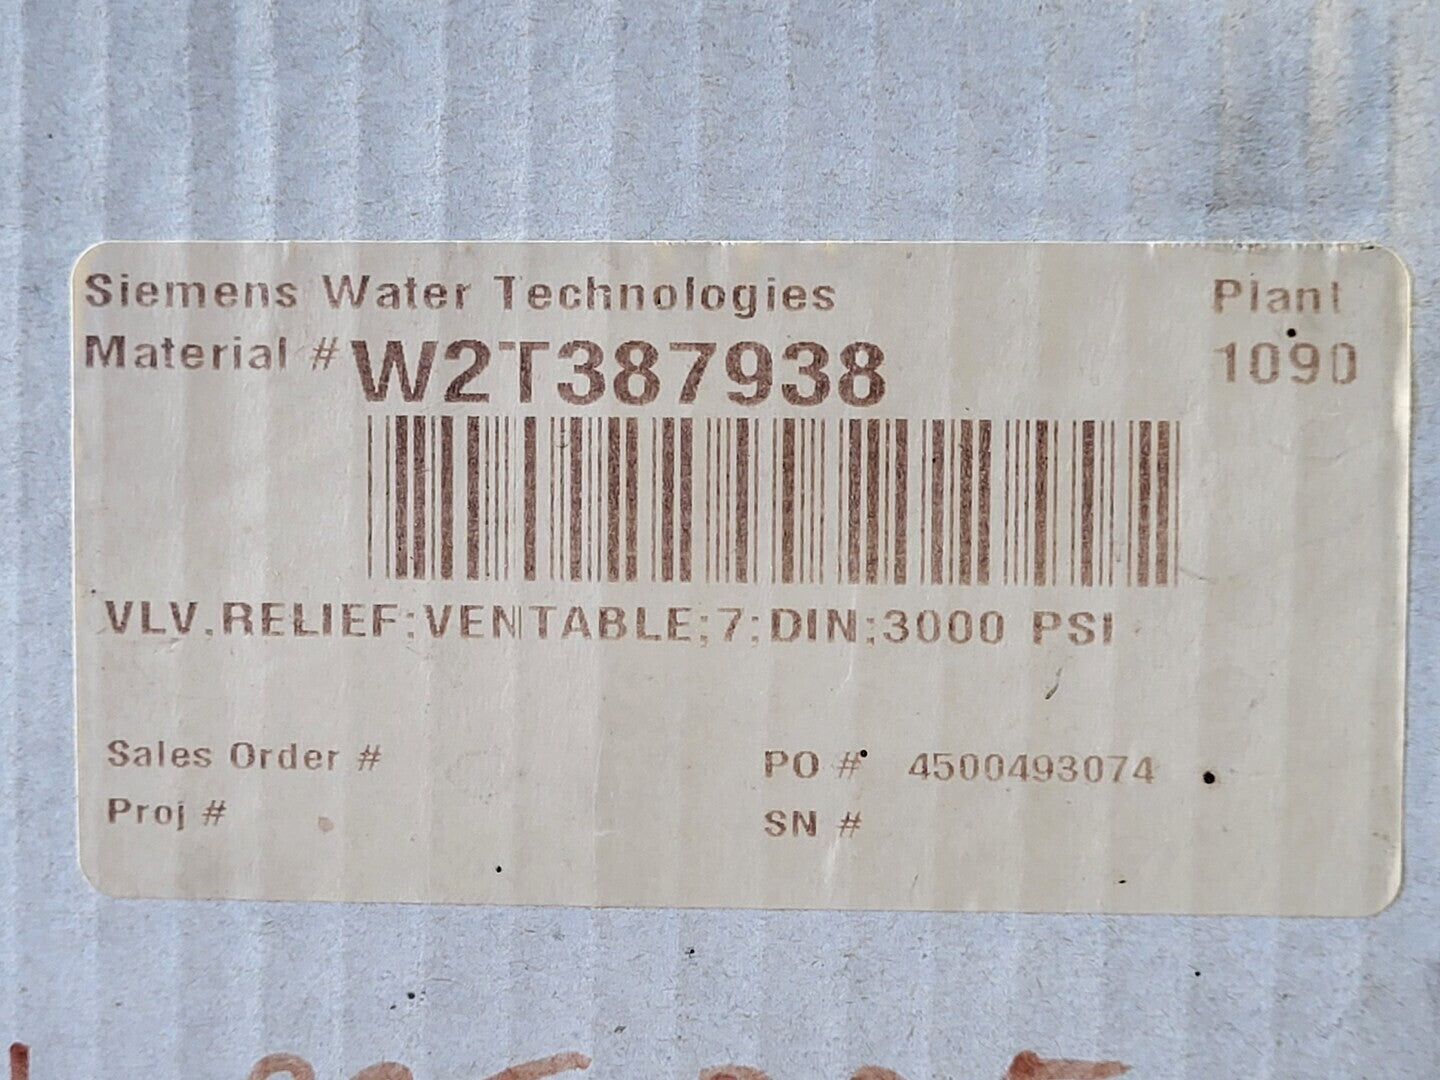 Siemens Water Technologies
Plant
Material # W2T387938
1090
VLV,RELIEF;VENTABLE;7;DIN;3000 PSI
Sales Order #
PO # 4500493074
Proj #
SN #